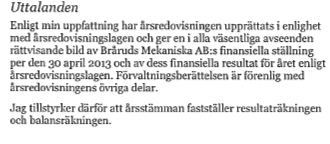 Uttalanden
Enligt min uppfattning har årsredovisningen upprättats i enlighet
med årsredovisningslagen och ger en i alla väsentliga avseenden
rättvisande bild av Bråruds Mekaniska AB:s finansiella ställning
per den 30 april 2013 och av dess finansiella resultat för året enligt
årsredovisningslagen. Förvaltningsberättelsen är förenlig med
årsredovisningens övriga delar.
Jag tillstyrker därför att årsstämman fastställer resultaträkningen
och balansräkningen.